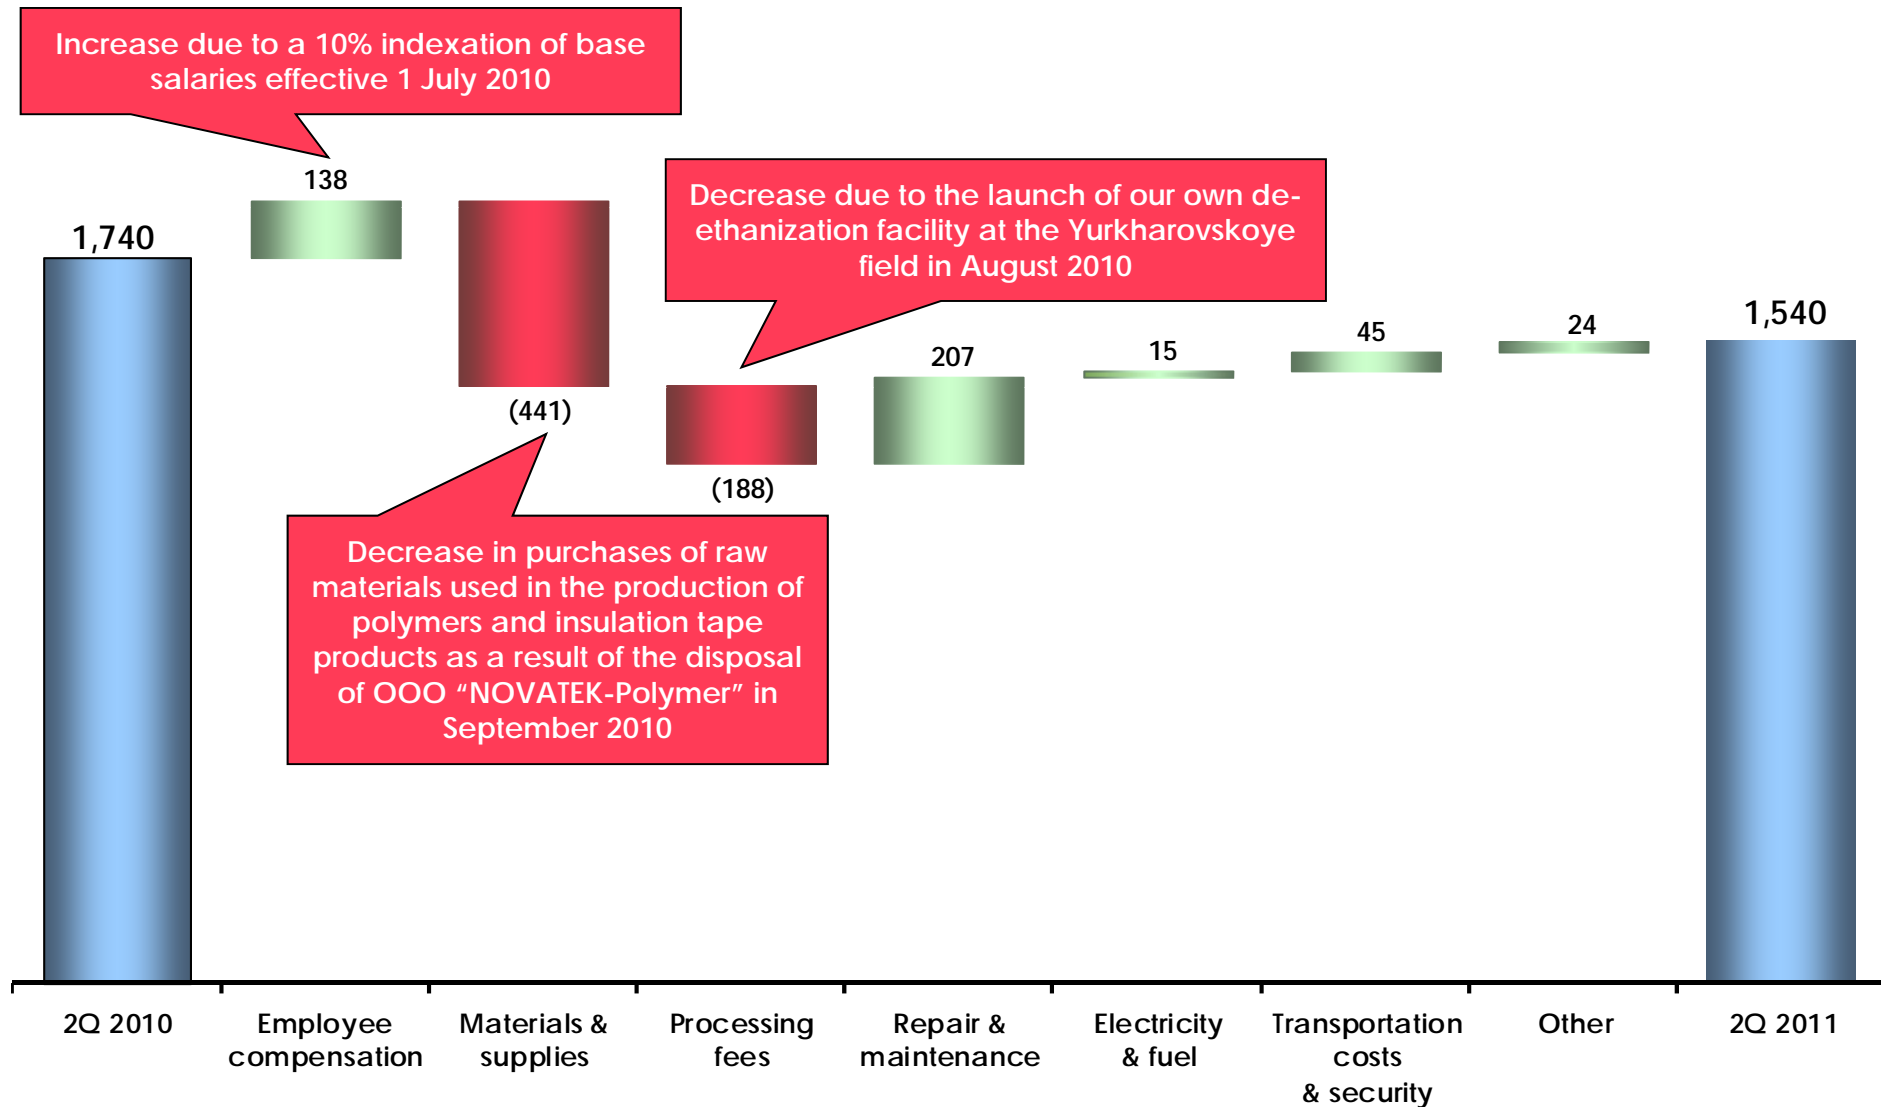 Increase due to a 10% indexation of base
salaries effective 1 July 2010
138
Decrease due to the launch of our own de-
ethanization facility at the Yurkharovskoye
field in August 2010
1,740
207
15
45
24
1,540
(441)
(188)
Decrease in purchases of raw
materials used in the production of
polymers and insulation tape
products as a result of the disposal
of OOO “NOVATEK-Polymer” in
September 2010
2Q 2010
Employee
compensation
Materials &
supplies
Processing
fees
Repair &
maintenance
Electricity
& fuel
Transportation
costs
& security
Other
2Q 2011